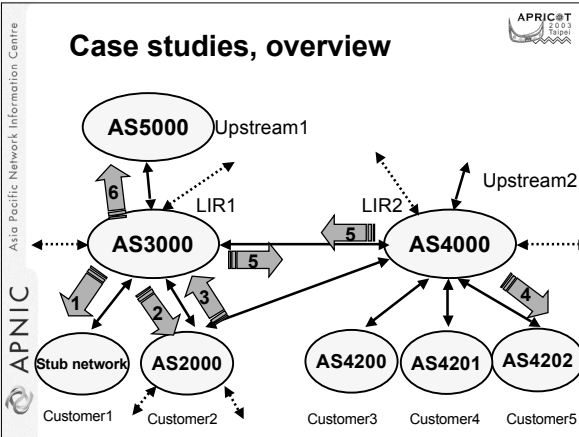 Asia Pacific Network Information Centre
APNIC
APRICOT
2003
Taipei
Case studies, overview
AS5000
Upstream1
6
LIR1
LIR2
Upstream2
AS3000
5
5
AS4000
1
2
3
4
Stub network
AS2000
AS4200
AS4201
AS4202
Customer1
Customer2
Customer3
Customer4
Customer5